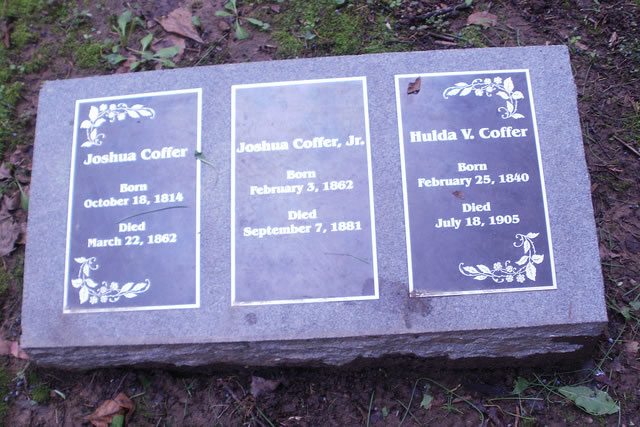 Joshua Coffer
Born
October 18, 1814
Died
March 22, 1862
Joshua Coffer, Jr.
Born
February 3, 1862
Died
September 7, 1881
Hulda V. Coffer
Born
February 25, 1840
Died
July 18, 1905